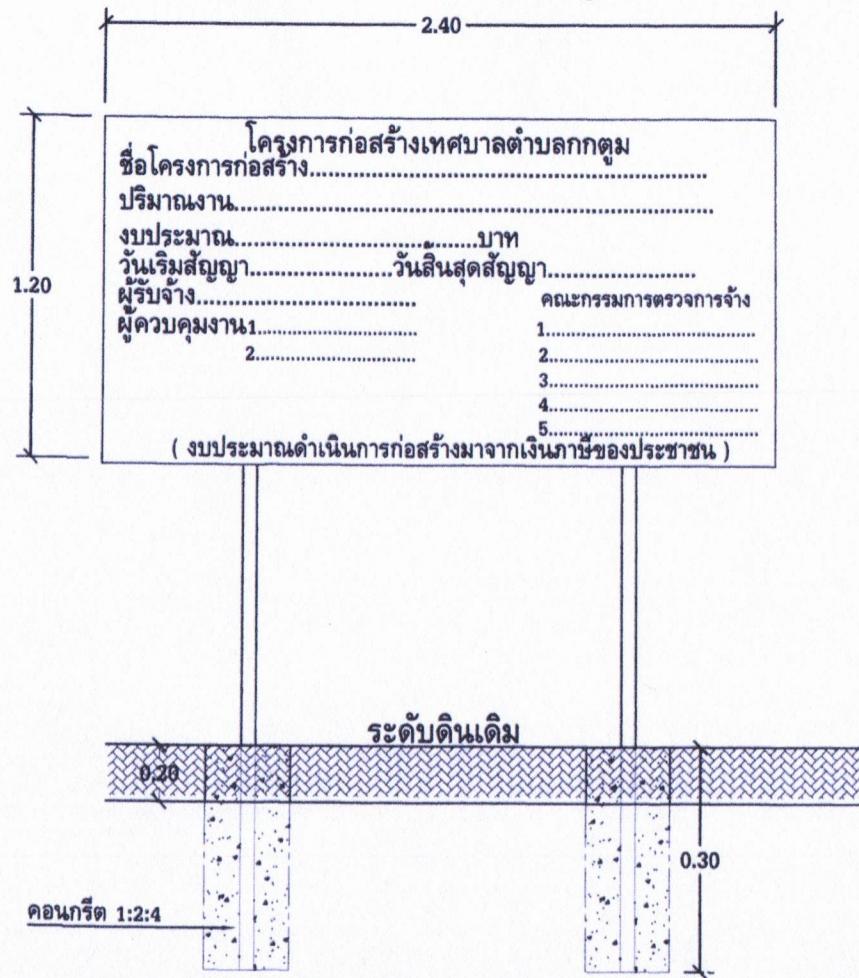 2.40
1.20
โครงการก่อสร้างเทศบาลตำบลกกตูม
ชื่อโครงการก่อสร้าง..........................................................................
ปริมาณงาน..........................................................................................
งบประมาณ.......................................บาท
วันเริ่มสัญญา........................วันสิ้นสุดสัญญา.........................
ผู้รับจ้าง.....................................
ผู้ควบคุมงาน1..............................
2..............................
คณะกรรมการตรวจการจ้าง
1........................................
2........................................
3........................................
4........................................
5........................................
( งบประมาณดำเนินการก่อสร้างมาจากเงินภาษีของประชาชน )
ระดับดินเดิม
0.20
0.30
คอนกรีต 1:2:4